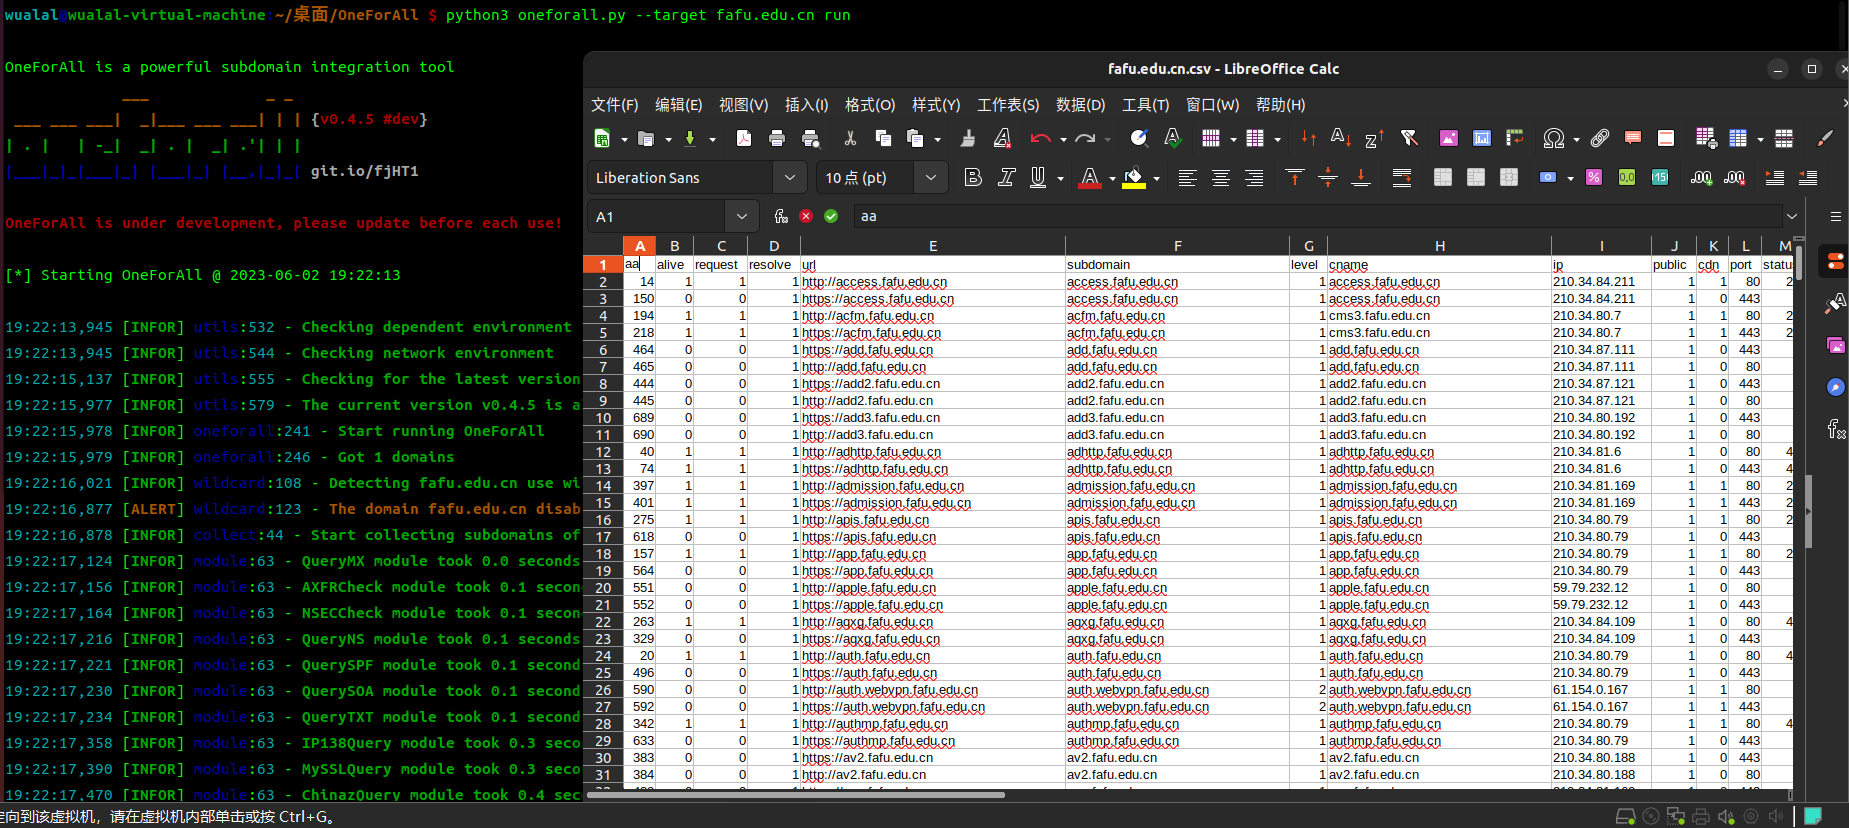 wualal@wualal-virtual-machine:~/桌面/OneForAll $ python3 oneforall.py --target fafu.edu.cn run
OneForAll is a powerful subdomain integration tool
{v0.4.5 #dev}
git.io/fjHT1
OneForAll is under development, please update before each use!
[*] Starting OneForAll @ 2023-06-02 19:22:13
19:22:13,945 [INFOR] utils:532 - Checking dependent environment
19:22:13,945 [INFOR] utils:544 - Checking network environment
19:22:15,137 [INFOR] utils:555 - Checking for the latest version
19:22:15,977 [INFOR] utils:579 - The current version v0.4.5 is a
19:22:15,978 [INFOR] oneforall:241 - Start running OneForAll
19:22:15,979 [INFOR] oneforall:246 - Got 1 domains
19:22:16,021 [INFOR] wildcard:108 - Detecting fafu.edu.cn use wi
19:22:16,877 [ALERT] wildcard:123 - The domain fafu.edu.cn disab
19:22:16,878 [INFOR] collect:44 - Start collecting subdomains of
19:22:17,124 [INFOR] module:63 - QueryMX module took 0.0 seconds
19:22:17,156 [INFOR] module:63 - AXFRCheck module took 0.1 secon
19:22:17,164 [INFOR] module:63 - NSECCheck module took 0.1 secon
19:22:17,216 [INFOR] module:63 - QueryNS module took 0.1 seconds
19:22:17,221 [INFOR] module:63 - QuerySPF module took 0.1 second
19:22:17,230 [INFOR] module:63 - QuerySOA module took 0.1 second
19:22:17,234 [INFOR] module:63 - QueryTXT module took 0.1 second
19:22:17,358 [INFOR] module:63 - IP138Query module took 0.3 seco
19:22:17,390 [INFOR] module:63 - MySSLQuery module took 0.3 seco
19:22:17,470 [INFOR] module:63 - ChinazQuery module took 0.4 sec
fafu.edu.cn.csv - LibreOffice Calc
文件(F) 编辑(E) 视图(V) 插入(I) 格式(O) 样式(Y) 工作表(S) 数据(D) 工具(T) 窗口(W) 帮助(H)
Liberation Sans 10 点 (pt)
A1 aa
A B C D E F G H I J K L M
1 aa alive request resolve url subdomain level cname ip public cdn port status
2 14 1 1 1 http://access.fafu.edu.cn access.fafu.edu.cn 1 access.fafu.edu.cn 210.34.84.211 1 1 80 2
3 150 0 0 1 https://access.fafu.edu.cn access.fafu.edu.cn 1 access.fafu.edu.cn 210.34.84.211 1 0 443
4 194 1 1 1 http://acfm.fafu.edu.cn acfm.fafu.edu.cn 1 cms3.fafu.edu.cn 210.34.80.7 1 1 80 2
5 218 1 1 1 https://acfm.fafu.edu.cn acfm.fafu.edu.cn 1 cms3.fafu.edu.cn 210.34.80.7 1 1 443 2
6 464 0 0 1 https://add.fafu.edu.cn add.fafu.edu.cn 1 add.fafu.edu.cn 210.34.87.111 1 0 443
7 465 0 0 1 http://add.fafu.edu.cn add.fafu.edu.cn 1 add.fafu.edu.cn 210.34.87.111 1 0 80
8 444 0 0 1 https://add2.fafu.edu.cn add2.fafu.edu.cn 1 add2.fafu.edu.cn 210.34.87.121 1 0 443
9 445 0 0 1 http://add2.fafu.edu.cn add2.fafu.edu.cn 1 add2.fafu.edu.cn 210.34.87.121 1 0 80
10 689 0 0 1 https://add3.fafu.edu.cn add3.fafu.edu.cn 1 add3.fafu.edu.cn 210.34.80.192 1 0 443
11 690 0 0 1 http://add3.fafu.edu.cn add3.fafu.edu.cn 1 add3.fafu.edu.cn 210.34.80.192 1 0 80
12 40 1 1 1 http://adhttp.fafu.edu.cn adhttp.fafu.edu.cn 1 adhttp.fafu.edu.cn 210.34.81.6 1 0 80 4
13 74 1 1 1 https://adhttp.fafu.edu.cn adhttp.fafu.edu.cn 1 adhttp.fafu.edu.cn 210.34.81.6 1 0 443 4
14 397 1 1 1 http://admission.fafu.edu.cn admission.fafu.edu.cn 1 admission.fafu.edu.cn 210.34.81.169 1 1 80 2
15 401 1 1 1 https://admission.fafu.edu.cn admission.fafu.edu.cn 1 admission.fafu.edu.cn 210.34.81.169 1 1 443 2
16 275 1 1 1 http://apis.fafu.edu.cn apis.fafu.edu.cn 1 apis.fafu.edu.cn 210.34.80.79 1 1 80 2
17 618 0 0 1 https://apis.fafu.edu.cn apis.fafu.edu.cn 1 apis.fafu.edu.cn 210.34.80.79 1 0 443
18 157 1 1 1 http://app.fafu.edu.cn app.fafu.edu.cn 1 app.fafu.edu.cn 210.34.80.79 1 1 80 2
19 564 0 0 1 https://app.fafu.edu.cn app.fafu.edu.cn 1 app.fafu.edu.cn 210.34.80.79 1 0 443
20 551 0 0 1 http://apple.fafu.edu.cn apple.fafu.edu.cn 1 apple.fafu.edu.cn 59.79.232.12 1 0 80
21 552 0 0 1 https://apple.fafu.edu.cn apple.fafu.edu.cn 1 apple.fafu.edu.cn 59.79.232.12 1 0 443
22 263 1 1 1 http://aqxg.fafu.edu.cn aqxg.fafu.edu.cn 1 aqxg.fafu.edu.cn 210.34.84.109 1 0 80 4
23 329 0 0 1 https://aqxg.fafu.edu.cn aqxg.fafu.edu.cn 1 aqxg.fafu.edu.cn 210.34.84.109 1 0 443
24 20 1 1 1 http://auth.fafu.edu.cn auth.fafu.edu.cn 1 auth.fafu.edu.cn 210.34.80.79 1 0 80 4
25 496 0 0 1 https://auth.fafu.edu.cn auth.fafu.edu.cn 1 auth.fafu.edu.cn 210.34.80.79 1 0 443
26 590 0 0 1 http://auth.webvpn.fafu.edu.cn auth.webvpn.fafu.edu.cn 2 auth.webvpn.fafu.edu.cn 61.154.0.167 1 1 80
27 592 0 0 1 https://auth.webvpn.fafu.edu.cn auth.webvpn.fafu.edu.cn 2 auth.webvpn.fafu.edu.cn 61.154.0.167 1 1 443
28 342 1 1 1 http://authmp.fafu.edu.cn authmp.fafu.edu.cn 1 authmp.fafu.edu.cn 210.34.80.79 1 1 80 4
29 633 0 0 1 https://authmp.fafu.edu.cn authmp.fafu.edu.cn 1 authmp.fafu.edu.cn 210.34.80.79 1 0 443
30 383 0 0 1 https://av2.fafu.edu.cn av2.fafu.edu.cn 1 av2.fafu.edu.cn 210.34.80.188 1 0 443
31 384 0 0 1 http://av2.fafu.edu.cn av2.fafu.edu.cn 1 av2.fafu.edu.cn 210.34.80.188 1 0 80
定向到该虚拟机，请在虚拟机内部单击或按 Ctrl+G。